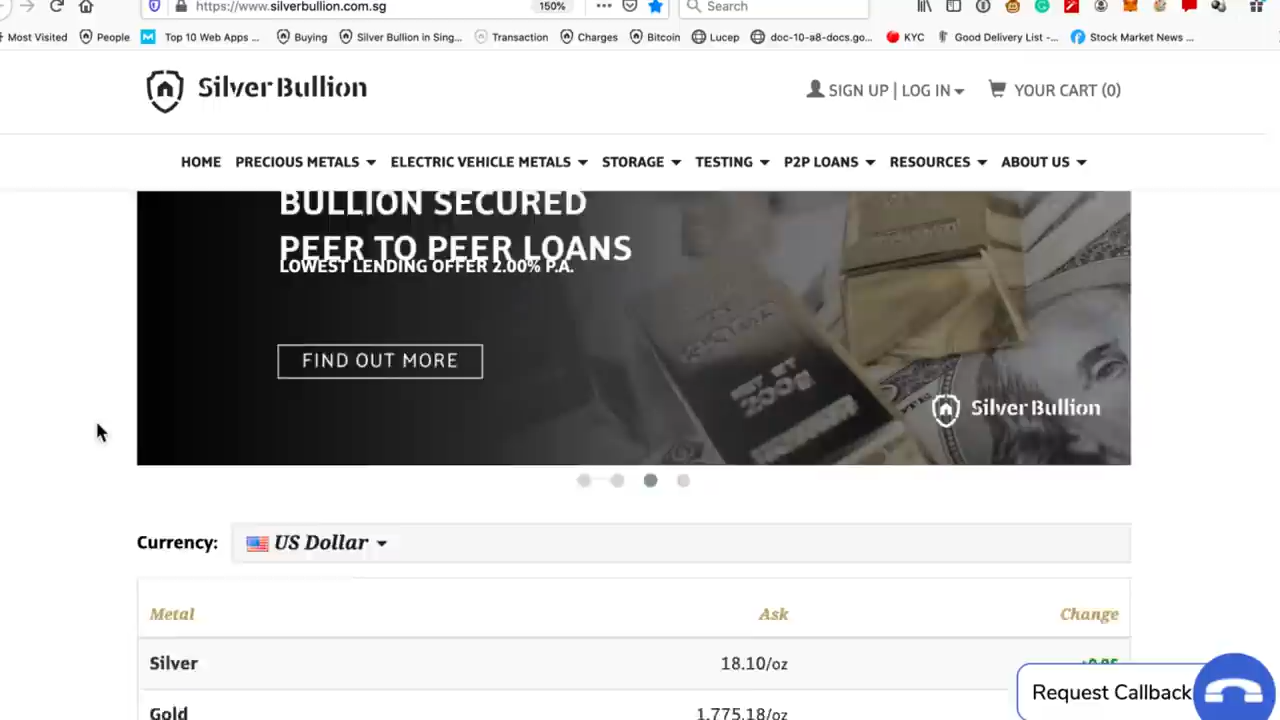 https://www.silverbullion.com.sg
150%
Search
Most Visited
People
Top 10 Web Apps ...
Buying
Silver Bullion in Sing...
Transaction
Charges
Bitcoin
Lucep
doc-10-a8-docs.go...
KYC
Good Delivery List -...
Stock Market News ...
Silver Bullion
SIGN UP | LOG IN
YOUR CART (0)
HOME
PRECIOUS METALS
ELECTRIC VEHICLE METALS
STORAGE
TESTING
P2P LOANS
RESOURCES
ABOUT US
BULLION SECURED
PEER TO PEER LOANS
LOWEST LENDING OFFER 2.00% P.A.
FIND OUT MORE
Silver Bullion
Currency:
US Dollar
Metal
Ask
Change
Silver
18.10/oz
Gold
1,775.18/oz
Request Callback